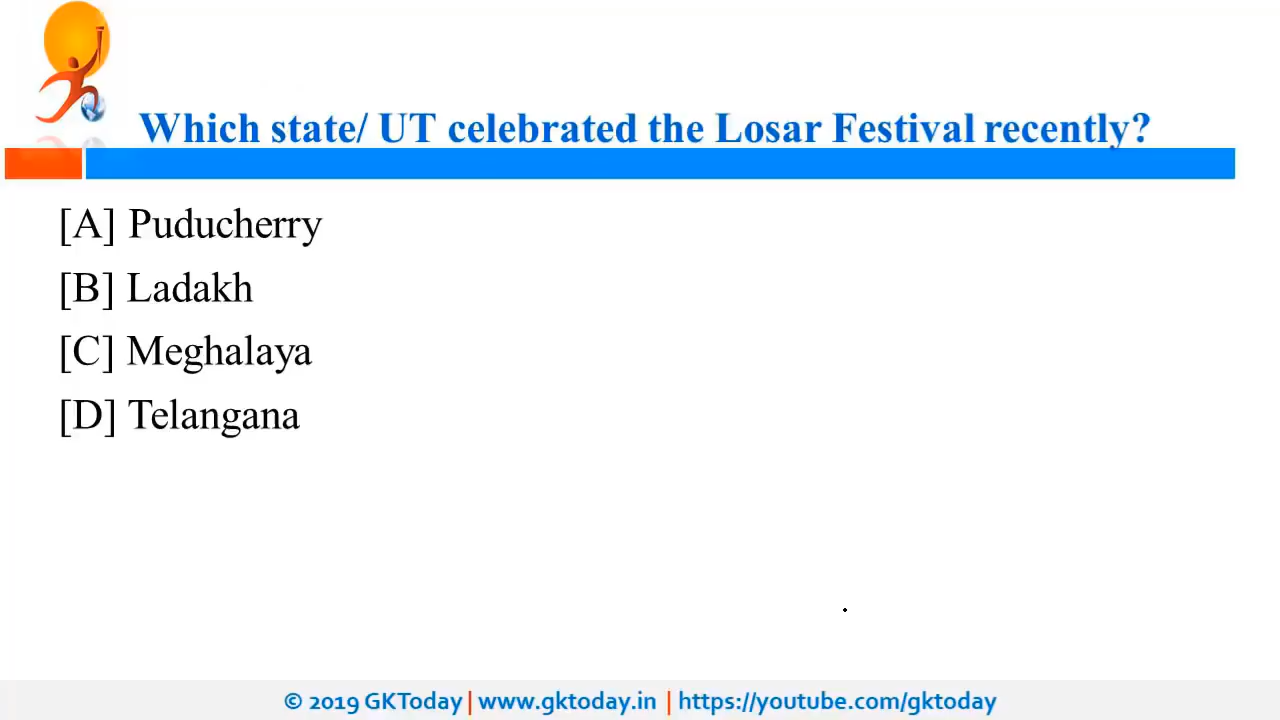 Which state/ UT celebrated the Losar Festival recently?
[A] Puducherry
[B] Ladakh
[C] Meghalaya
[D] Telangana
© 2019 GKToday | www.gktoday.in | https://youtube.com/gktoday